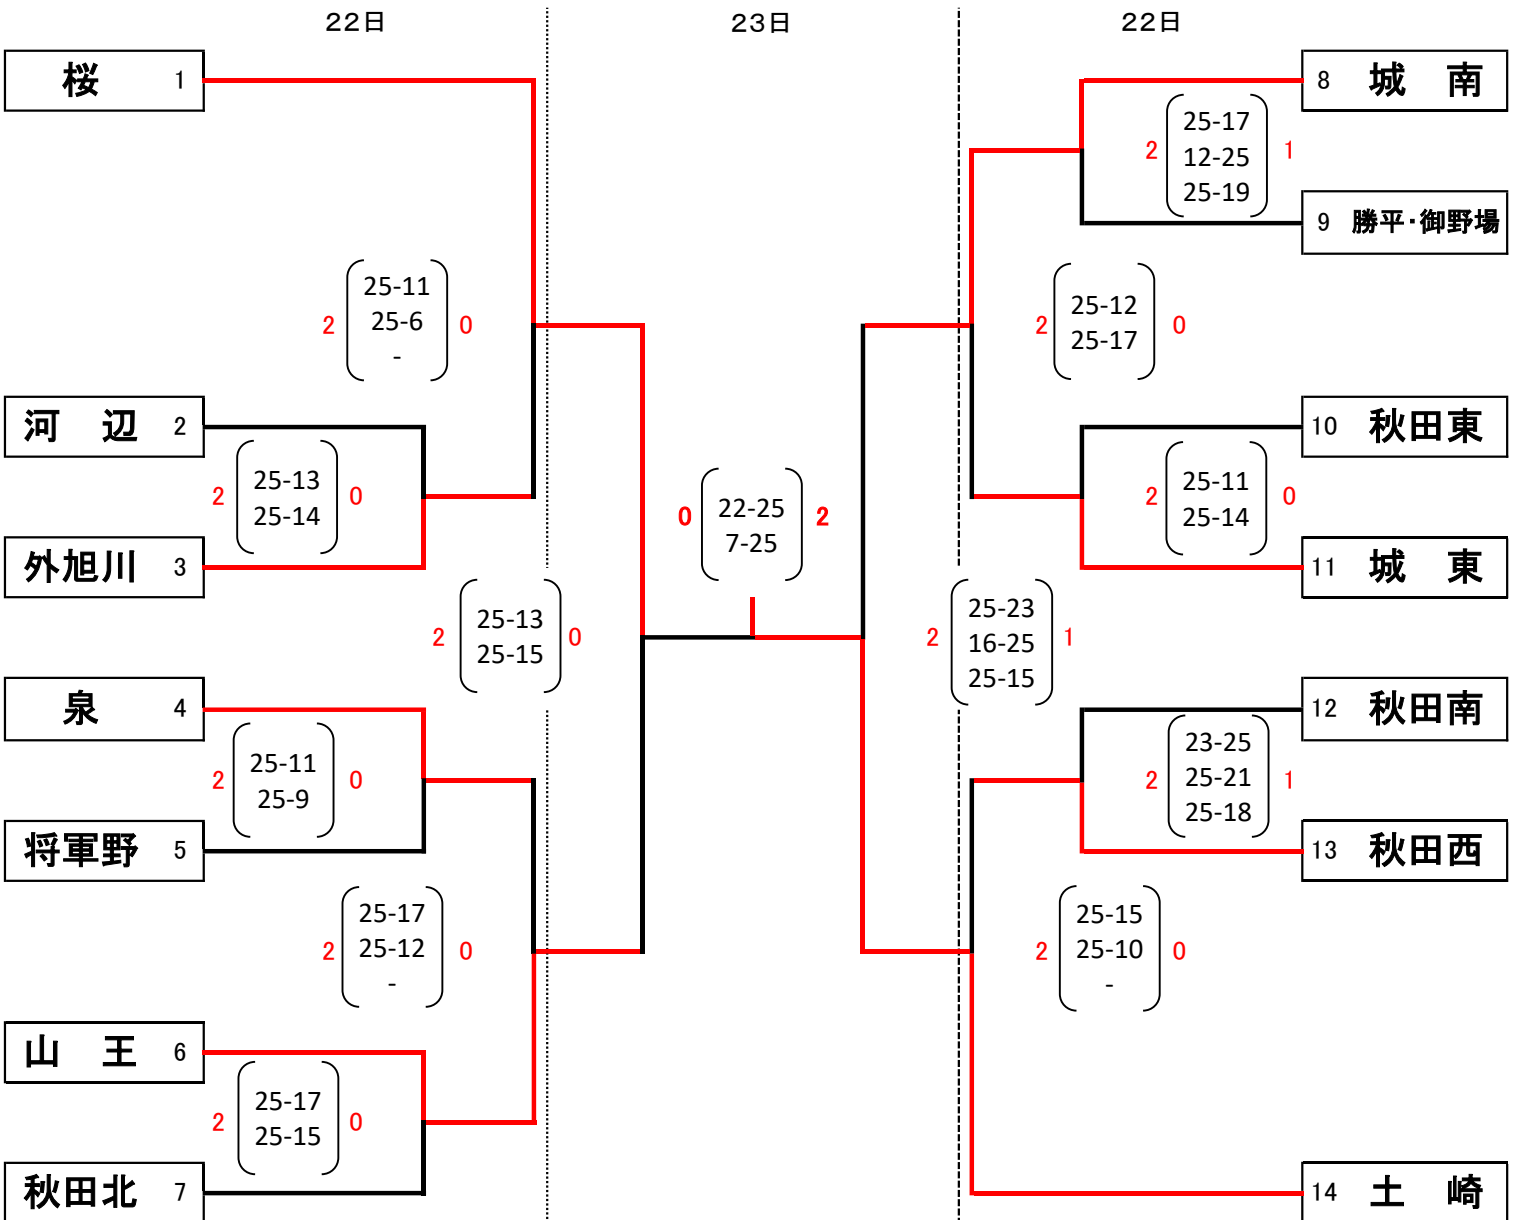 22日 23日 22日
桜 1
8 城 南
25-17
2 12-25 1
25-19
9 勝平・御野場
25-11
2 25-6 0
-
25-12
2 0
25-17
河 辺 2
10 秋田東
25-13
2 0
25-14
25-11
2 0
25-14
22-25
0 2
7-25
外旭川 3
11 城 東
25-13
2 0
25-15
25-23
2 16-25 1
25-15
泉 4
12 秋田南
25-11
2 0
25-9
23-25
2 25-21 1
25-18
将軍野 5
13 秋田西
25-17
2 25-12 0
-
25-15
2 25-10 0
-
山 王 6
25-17
2 0
25-15
秋田北 7
14 土 崎